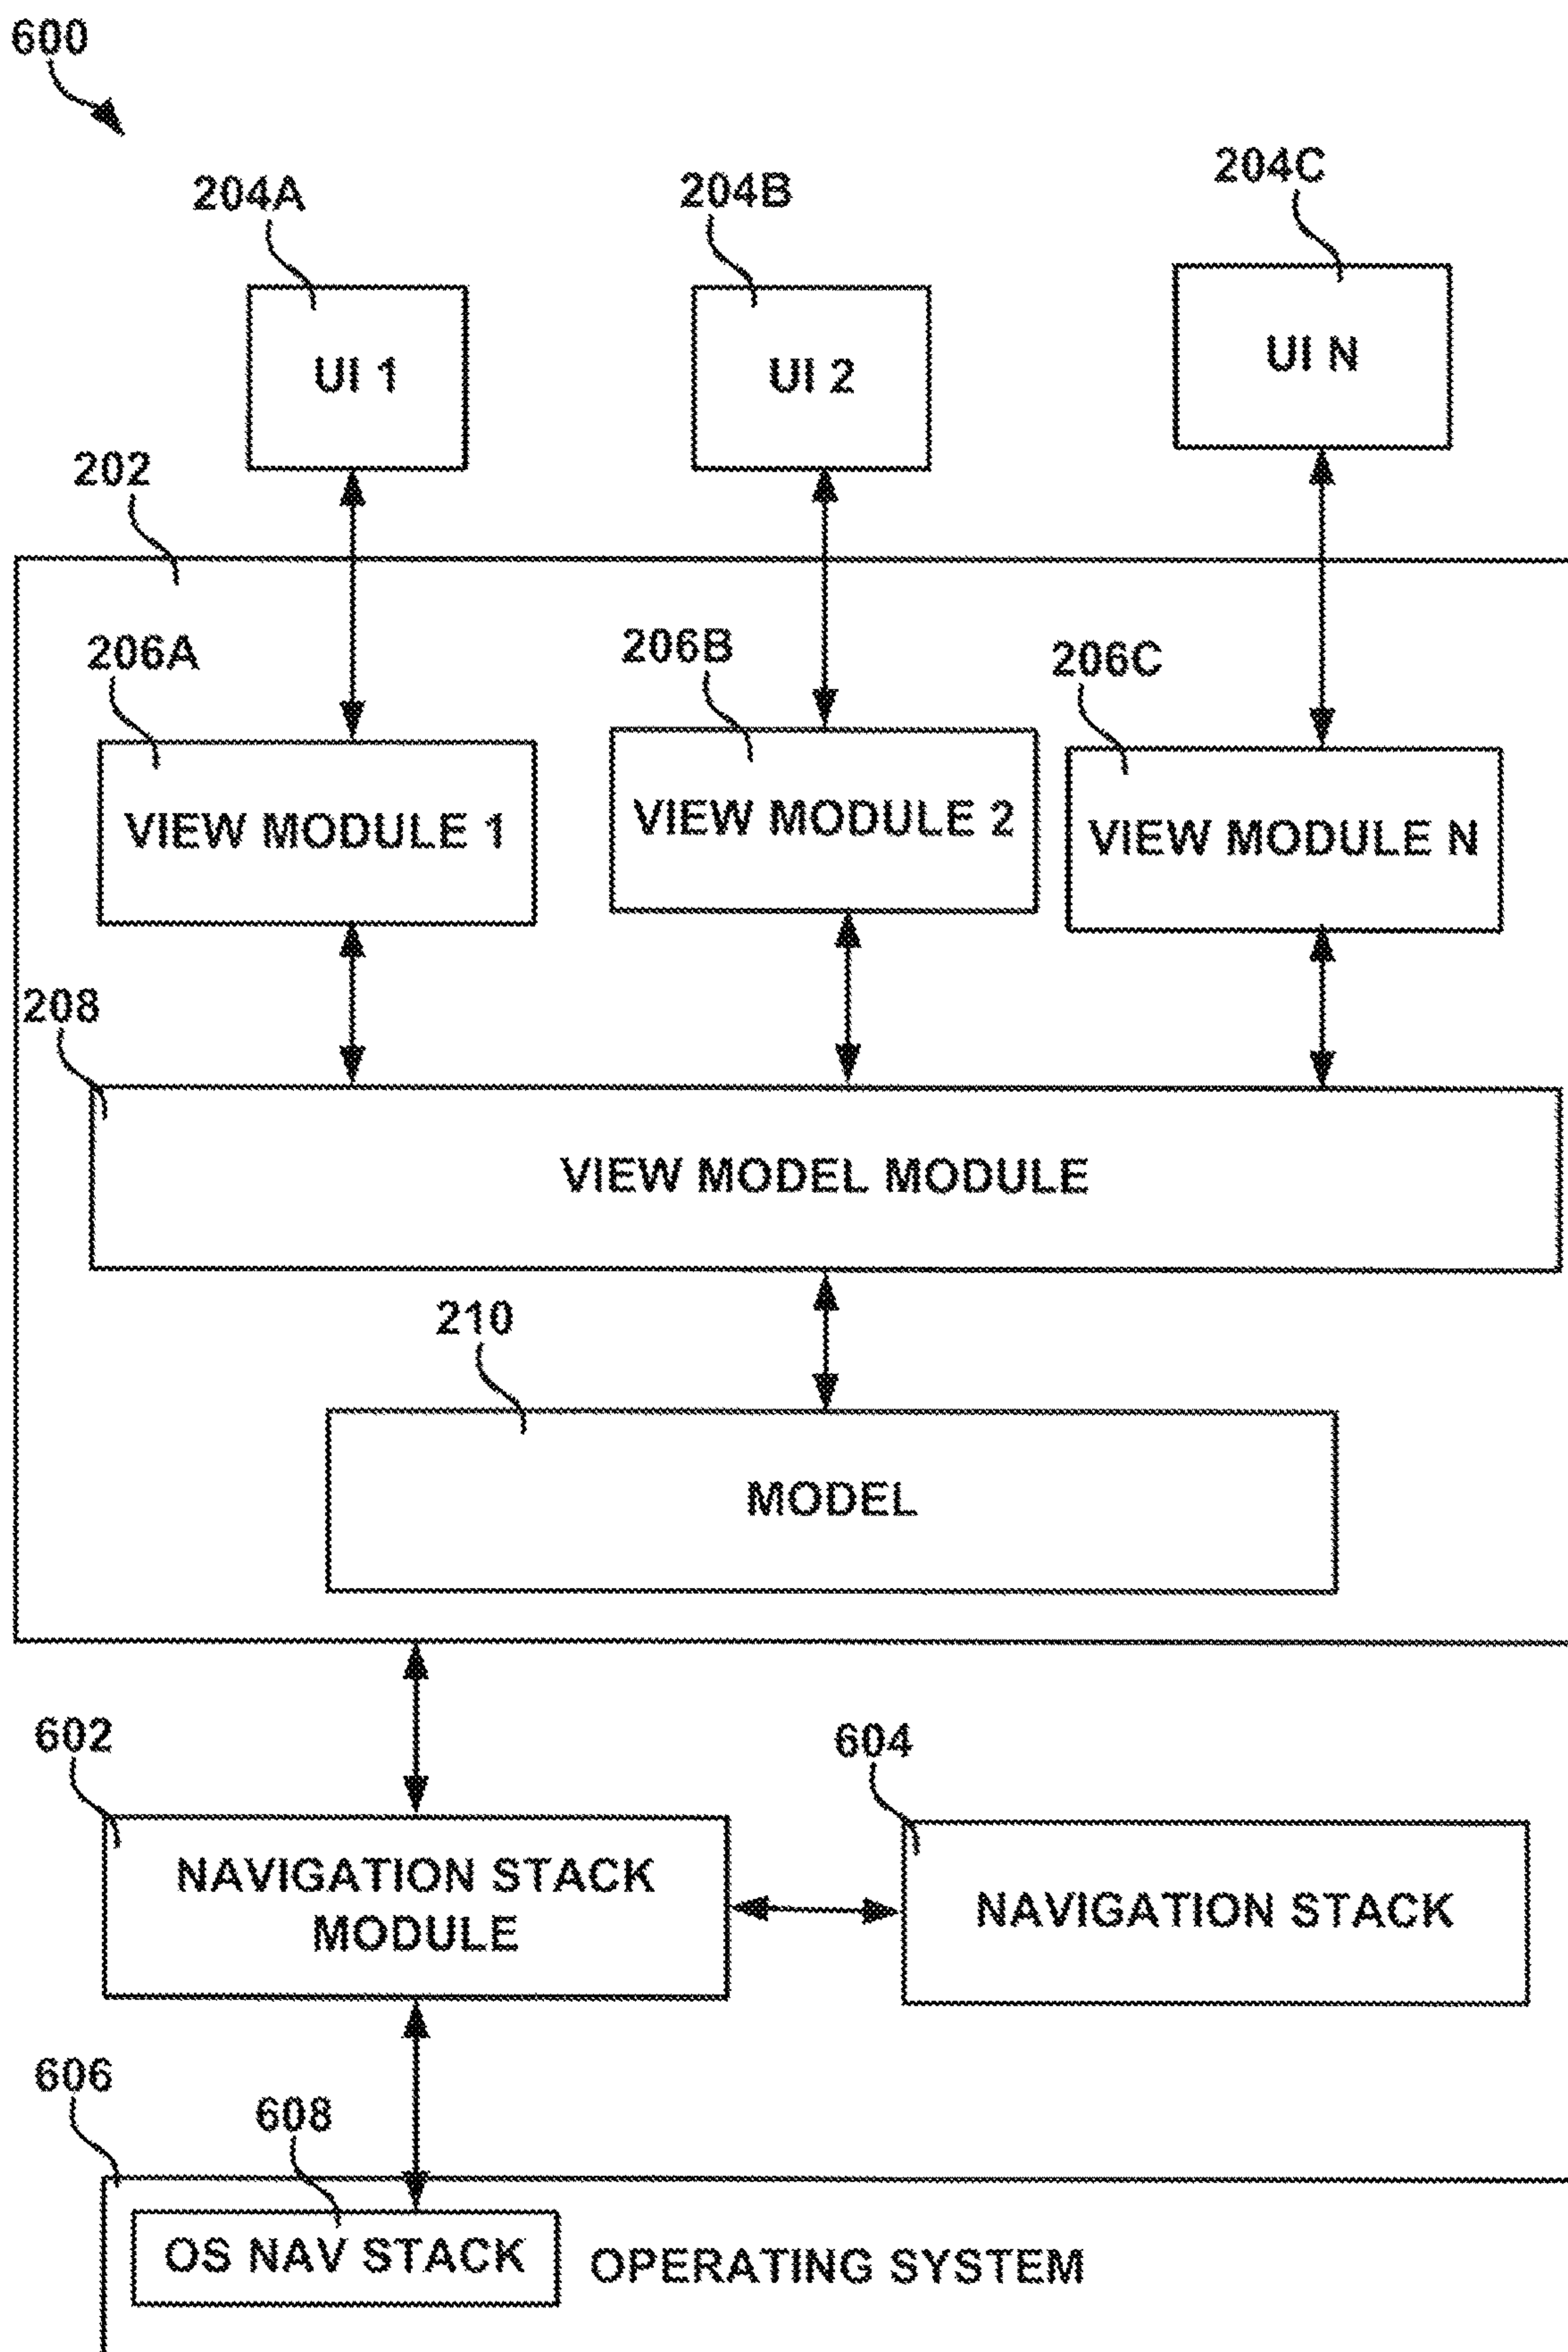 600
204A
204B
204C
UI 1
UI 2
UI N
202
206A
206B
206C
VIEW MODULE 1
VIEW MODULE 2
VIEW MODULE N
208
VIEW MODEL MODULE
210
MODEL
602
604
NAVIGATION STACK
MODULE
NAVIGATION STACK
606
608
OS NAV STACK
OPERATING SYSTEM